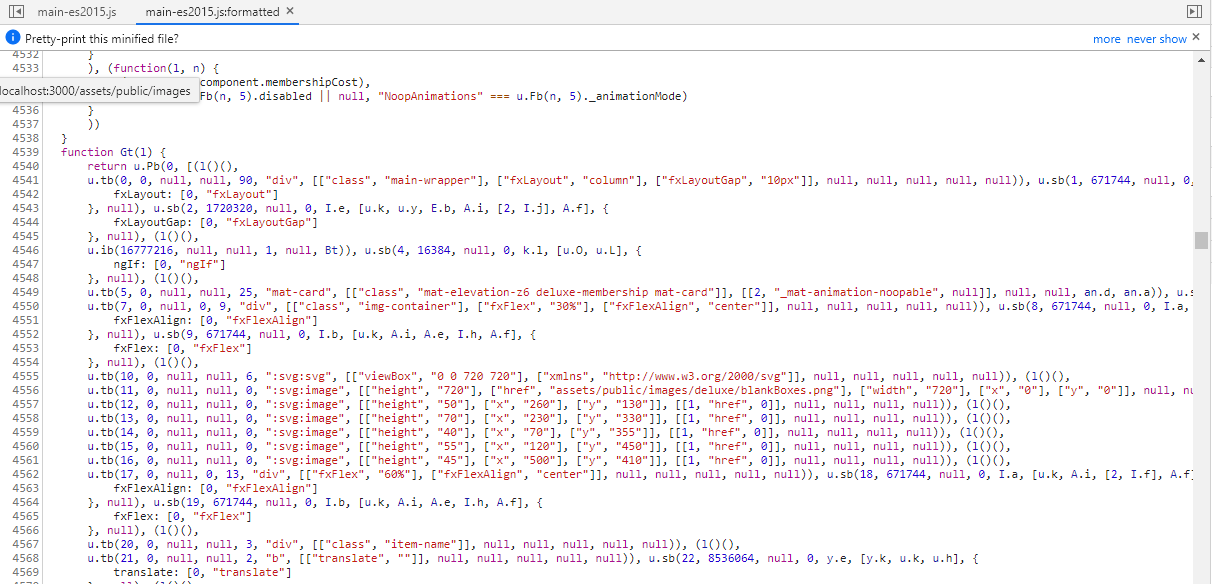 main-es2015.js main-es2015.js:formatted ×
Pretty-print this minified file? more never show ×
4532 }
4533 ), (function(l, n) {
localhost:3000/assets/public/images component.membershipCost),
Fb(n, 5).disabled || null, "NoopAnimations" === u.Fb(n, 5)._animationMode)
4536 }
4537 ))
4538 }
4539 function Gt(l) {
4540 return u.Pb(0, [(l()(),
4541 u.tb(0, 0, null, null, 90, "div", [["class", "main-wrapper"], ["fxLayout", "column"], ["fxLayoutGap", "10px"]], null, null, null, null, null)), u.sb(1, 671744, null, 0,
4542 fxLayout: [0, "fxLayout"]
4543 }, null), u.sb(2, 1720320, null, 0, I.e, [u.k, u.y, E.b, A.i, [2, I.j], A.f], {
4544 fxLayoutGap: [0, "fxLayoutGap"]
4545 }, null), (l()(),
4546 u.ib(16777216, null, null, 1, null, Bt)), u.sb(4, 16384, null, 0, k.l, [u.O, u.L], {
4547 ngIf: [0, "ngIf"]
4548 }, null), (l()(),
4549 u.tb(5, 0, null, null, 25, "mat-card", [["class", "mat-elevation-z6 deluxe-membership mat-card"]], [[2, "_mat-animation-noopable", null]], null, null, an.d, an.a)), u.s
4550 u.tb(7, 0, null, 0, 9, "div", [["class", "img-container"], ["fxFlex", "30%"], ["fxFlexAlign", "center"]], null, null, null, null, null)), u.sb(8, 671744, null, 0, I.a,
4551 fxFlexAlign: [0, "fxFlexAlign"]
4552 }, null), u.sb(9, 671744, null, 0, I.b, [u.k, A.i, A.e, I.h, A.f], {
4553 fxFlex: [0, "fxFlex"]
4554 }, null), (l()(),
4555 u.tb(10, 0, null, null, 6, ":svg:svg", [["viewBox", "0 0 720 720"], ["xmlns", "http://www.w3.org/2000/svg"]], null, null, null, null, null)), (l()(),
4556 u.tb(11, 0, null, null, 0, ":svg:image", [["height", "720"], ["href", "assets/public/images/deluxe/blankBoxes.png"], ["width", "720"], ["x", "0"], ["y", "0"]], null, nu
4557 u.tb(12, 0, null, null, 0, ":svg:image", [["height", "50"], ["x", "260"], ["y", "130"]], [[1, "href", 0]], null, null, null, null)), (l()(),
4558 u.tb(13, 0, null, null, 0, ":svg:image", [["height", "70"], ["x", "230"], ["y", "330"]], [[1, "href", 0]], null, null, null, null)), (l()(),
4559 u.tb(14, 0, null, null, 0, ":svg:image", [["height", "40"], ["x", "70"], ["y", "355"]], [[1, "href", 0]], null, null, null, null)), (l()(),
4560 u.tb(15, 0, null, null, 0, ":svg:image", [["height", "55"], ["x", "120"], ["y", "450"]], [[1, "href", 0]], null, null, null, null)), (l()(),
4561 u.tb(16, 0, null, null, 0, ":svg:image", [["height", "45"], ["x", "500"], ["y", "410"]], [[1, "href", 0]], null, null, null, null)), (l()(),
4562 u.tb(17, 0, null, 0, 13, "div", [["fxFlex", "60%"], ["fxFlexAlign", "center"]], null, null, null, null, null)), u.sb(18, 671744, null, 0, I.a, [u.k, A.i, [2, I.f], A.f]
4563 fxFlexAlign: [0, "fxFlexAlign"]
4564 }, null), u.sb(19, 671744, null, 0, I.b, [u.k, A.i, A.e, I.h, A.f], {
4565 fxFlex: [0, "fxFlex"]
4566 }, null), (l()(),
4567 u.tb(20, 0, null, null, 3, "div", [["class", "item-name"]], null, null, null, null, null)), (l()(),
4568 u.tb(21, 0, null, null, 2, "b", [["translate", ""]], null, null, null, null, null)), u.sb(22, 8536064, null, 0, y.e, [y.k, u.k, u.h], {
4569 translate: [0, "translate"]